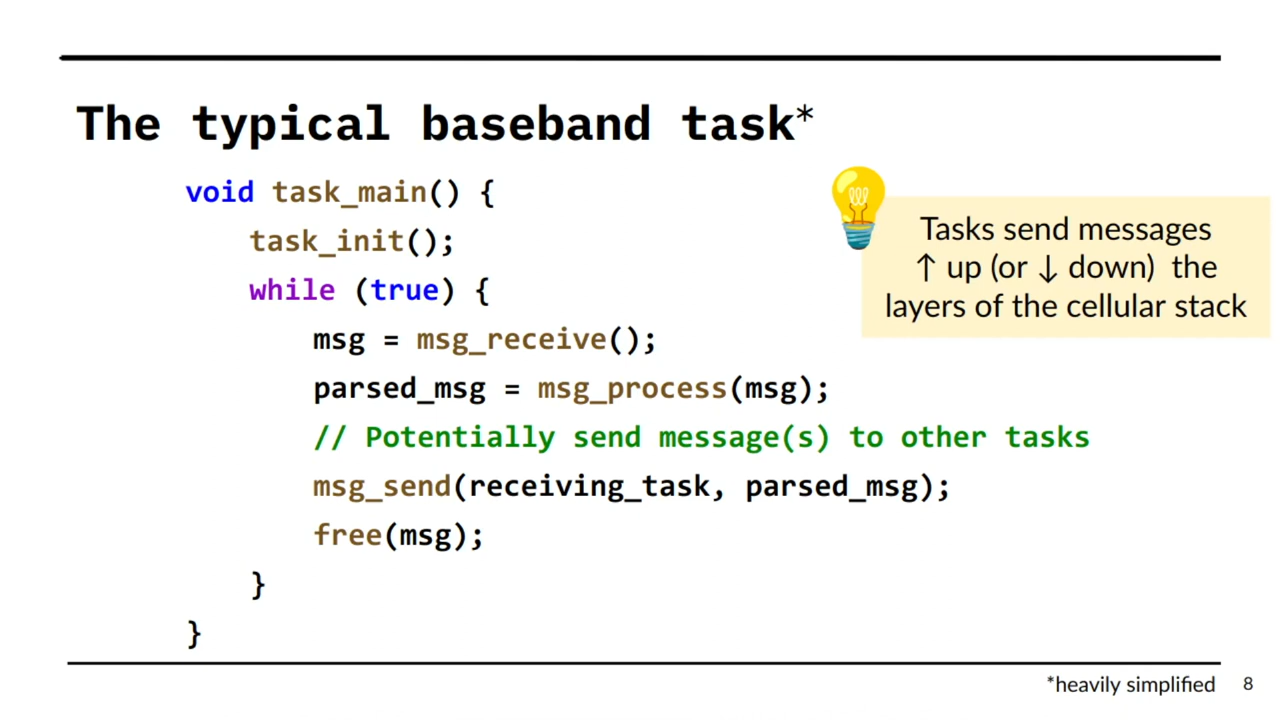 The typical baseband task*
void task_main() {
task_init();
while (true) {
msg = msg_receive();
parsed_msg = msg_process(msg);
// Potentially send message(s) to other tasks
msg_send(receiving_task, parsed_msg);
free(msg);
}
}
Tasks send messages
↑ up (or ↓ down) the
layers of the cellular stack
*heavily simplified
8